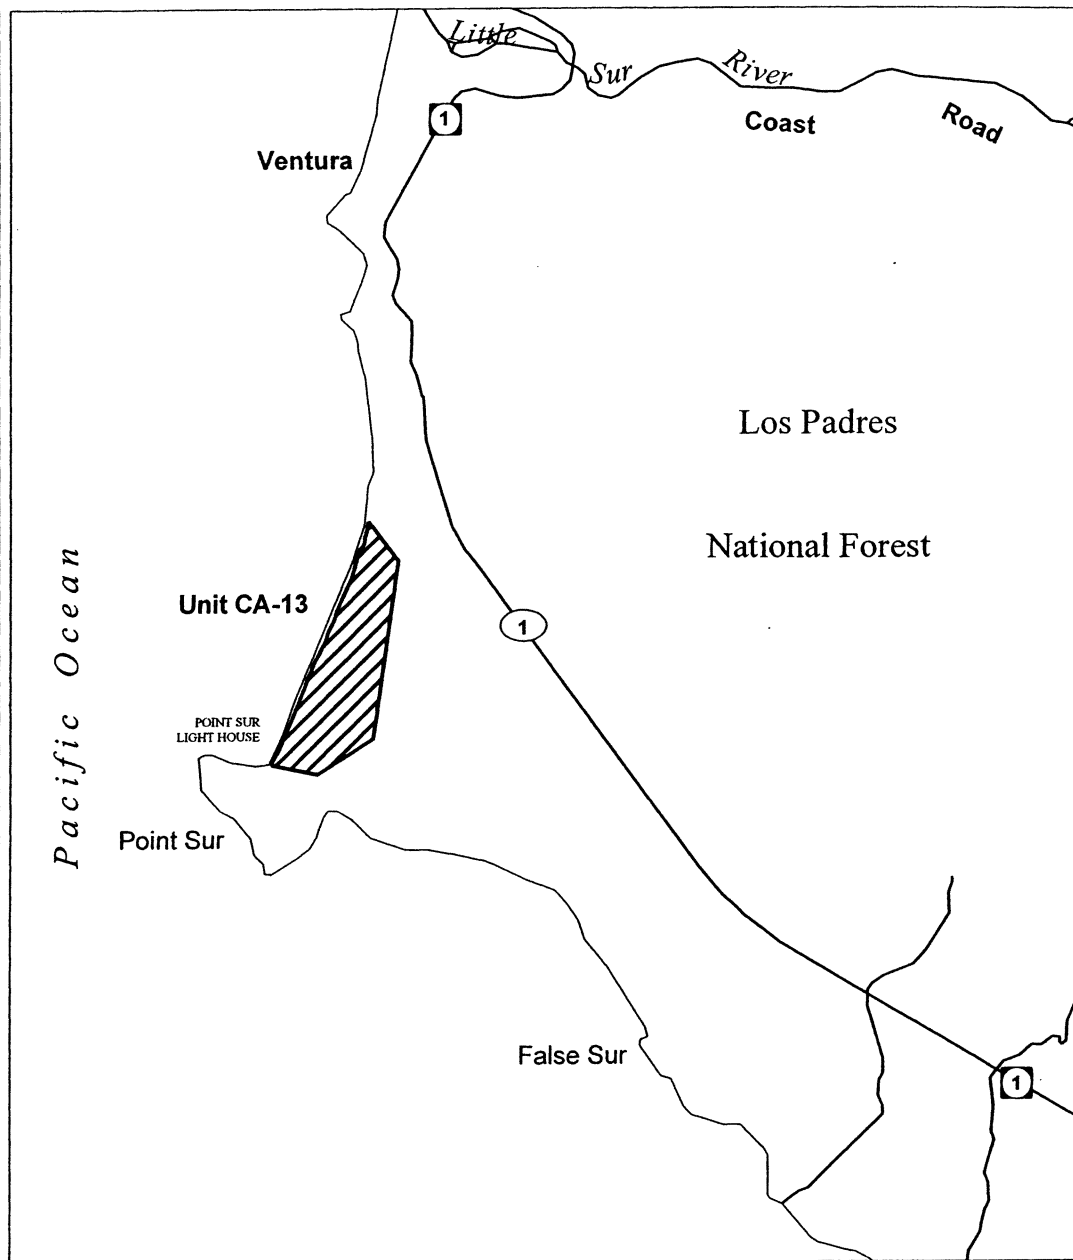 Little
Sur
River
1
Coast
Road
Ventura
Los Padres
National Forest
Pacific Ocean
Unit CA-13
1
POINT SUR
LIGHT HOUSE
Point Sur
False Sur
1